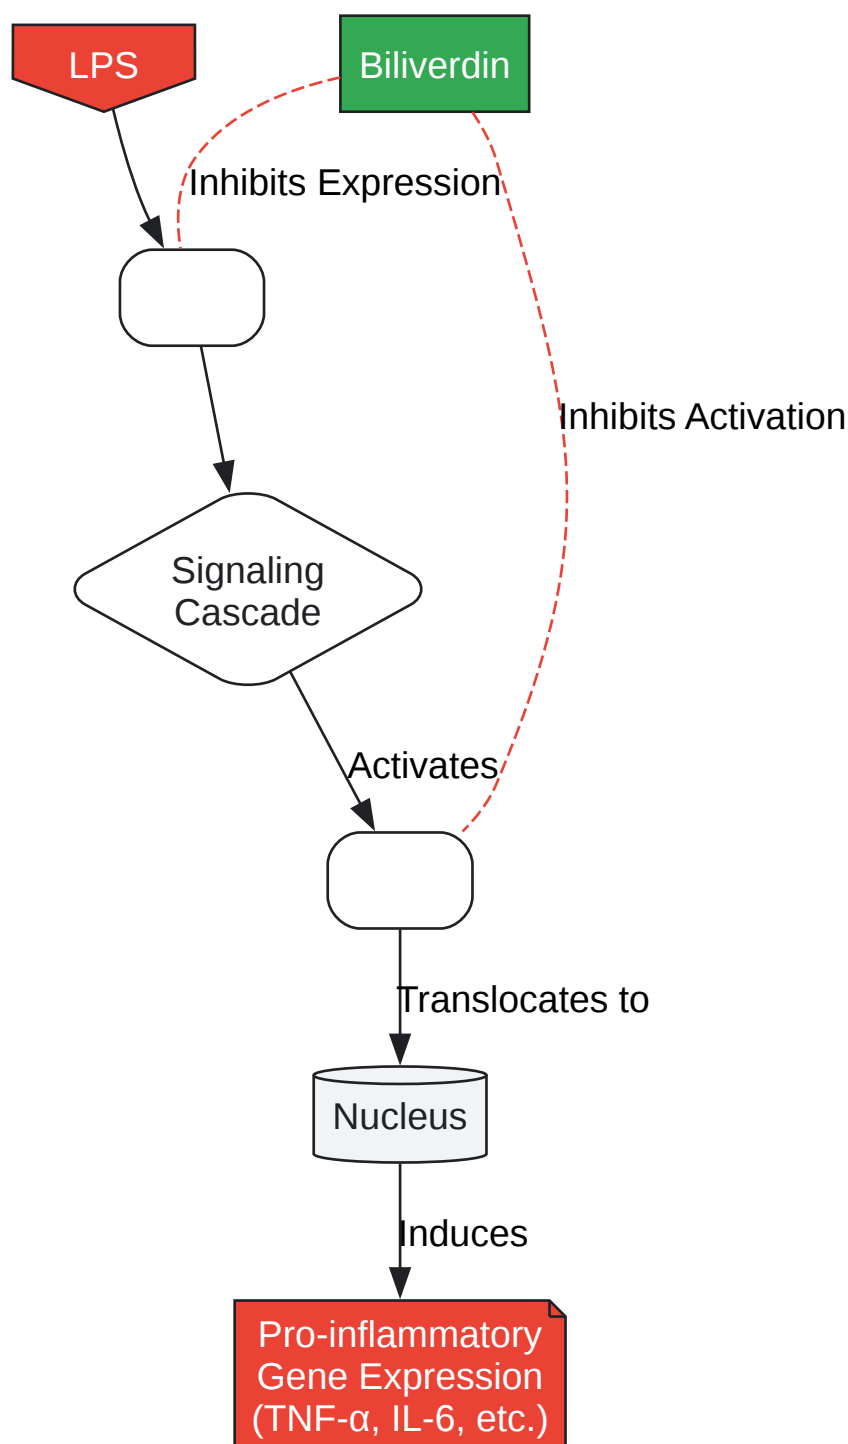 LPS
Biliverdin
Inhibits Expression
Inhibits Activation
Signaling
Cascade
Activates
Translocates to
Nucleus
Induces
Pro-inflammatory
Gene Expression
(TNF-α, IL-6, etc.)